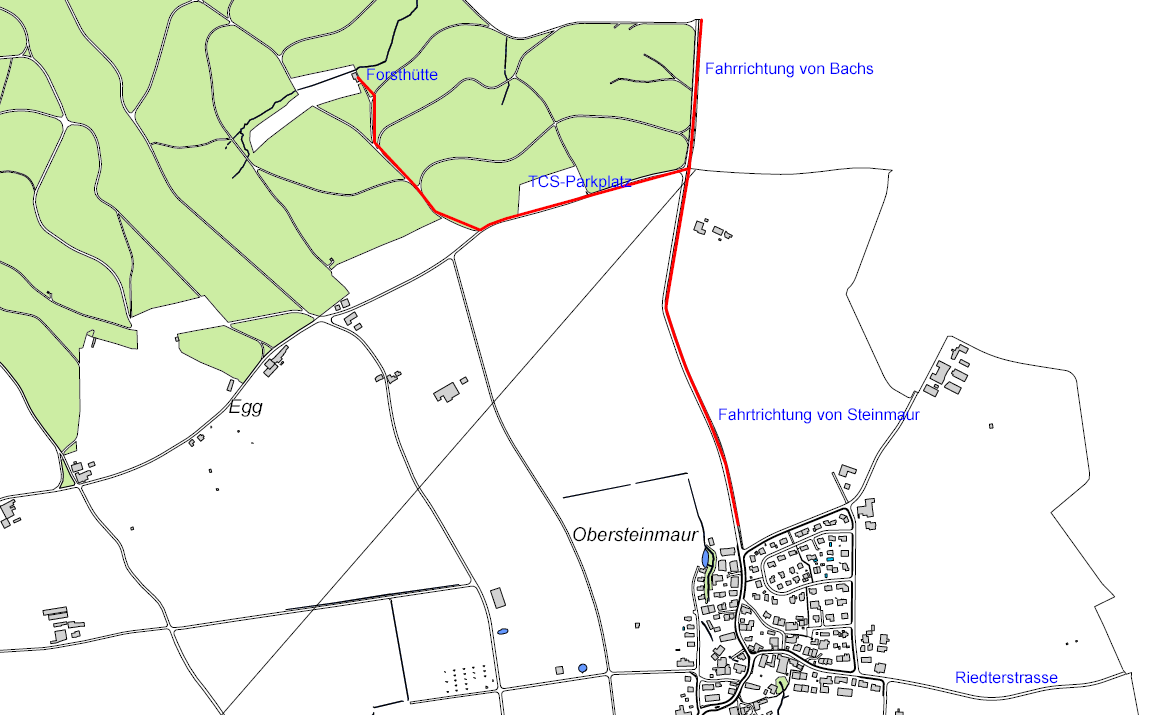 Forsthütte
Fahrrichtung von Bachs
TCS-Parkplatz
Egg
Fahrtrichtung von Steinmaur
Obersteinmaur
Riedterstrasse